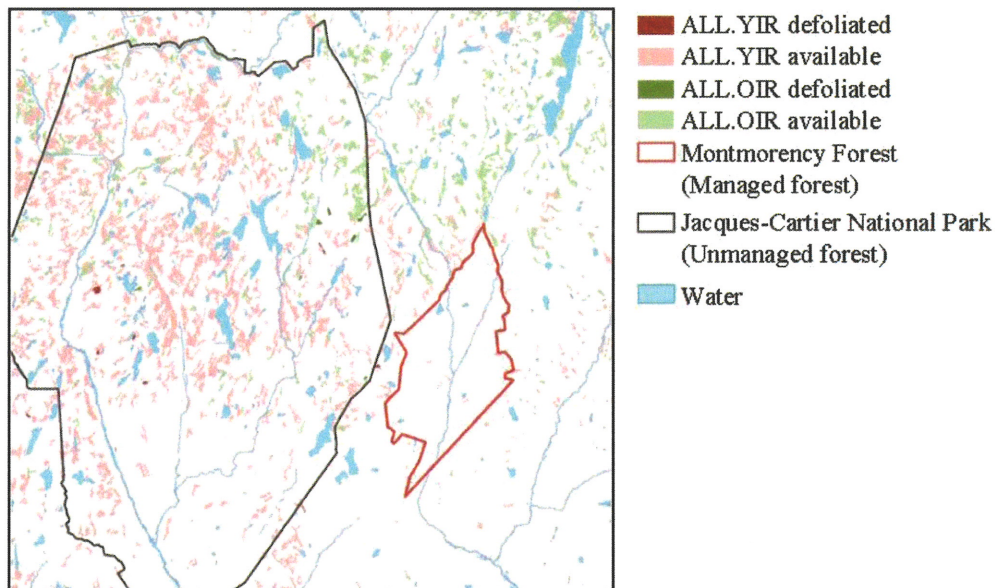 ALL.YIR defoliated
ALL.YIR available
ALL.OIR defoliated
ALL.OIR available
Montmorency Forest
(Managed forest)
Jacques-Cartier National Park
(Unmanaged forest)
Water